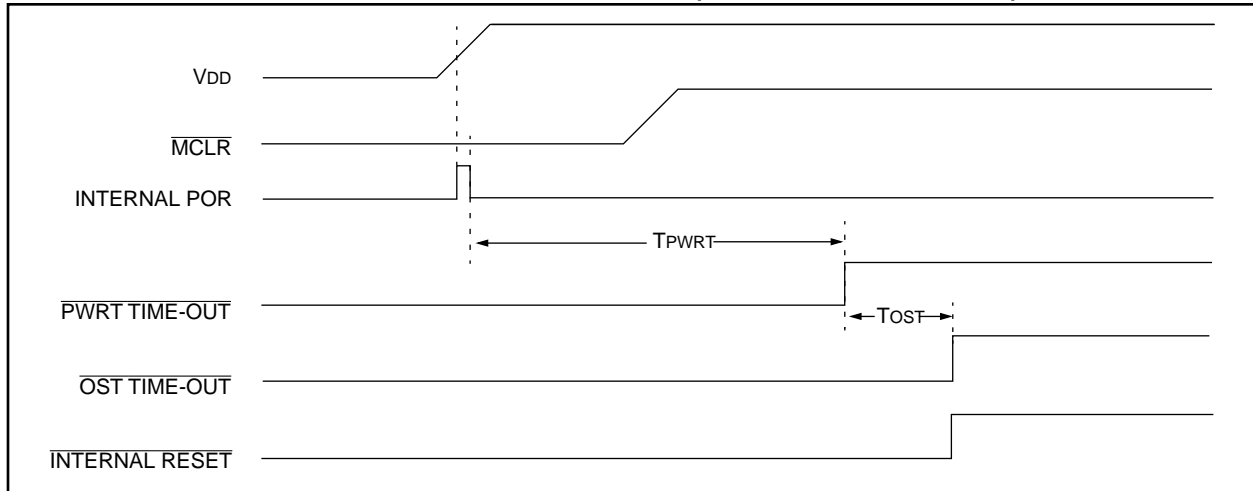 VDD
MCLR
INTERNAL POR
TPWRT
PWRT TIME-OUT
TOST
OST TIME-OUT
INTERNAL RESET